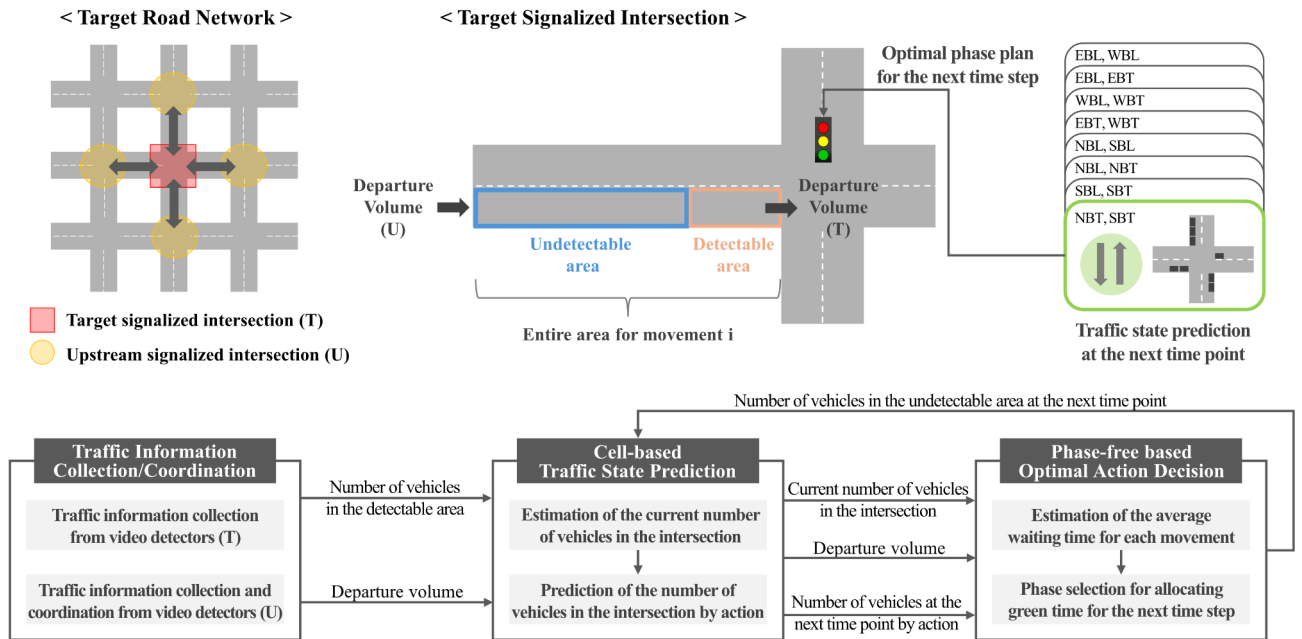 < Target Road Network >
< Target Signalized Intersection >
Target signalized intersection (T)
Upstream signalized intersection (U)
Departure
Volume
(U)
Undetectable
area
Detectable
area
Departure
Volume
(T)
Entire area for movement i
Optimal phase plan
for the next time step
EBL, WBL
EBL, EBT
WBL, WBT
EBT, WBT
NBL, SBL
NBL, NBT
SBL, SBT
NBT, SBT
Traffic state prediction
at the next time point
Number of vehicles in the undetectable area at the next time point
Traffic Information
Collection/Coordination
Traffic information collection
from video detectors (T)
Traffic information collection and
coordination from video detectors (U)
Number of vehicles
in the detectable area
Departure volume
Cell-based
Traffic State Prediction
Estimation of the current number
of vehicles in the intersection
Prediction of the number of
vehicles in the intersection by action
Current number of vehicles
in the intersection
Departure volume
Number of vehicles at the
next time point by action
Phase-free based
Optimal Action Decision
Estimation of the average
waiting time for each movement
Phase selection for allocating
green time for the next time step